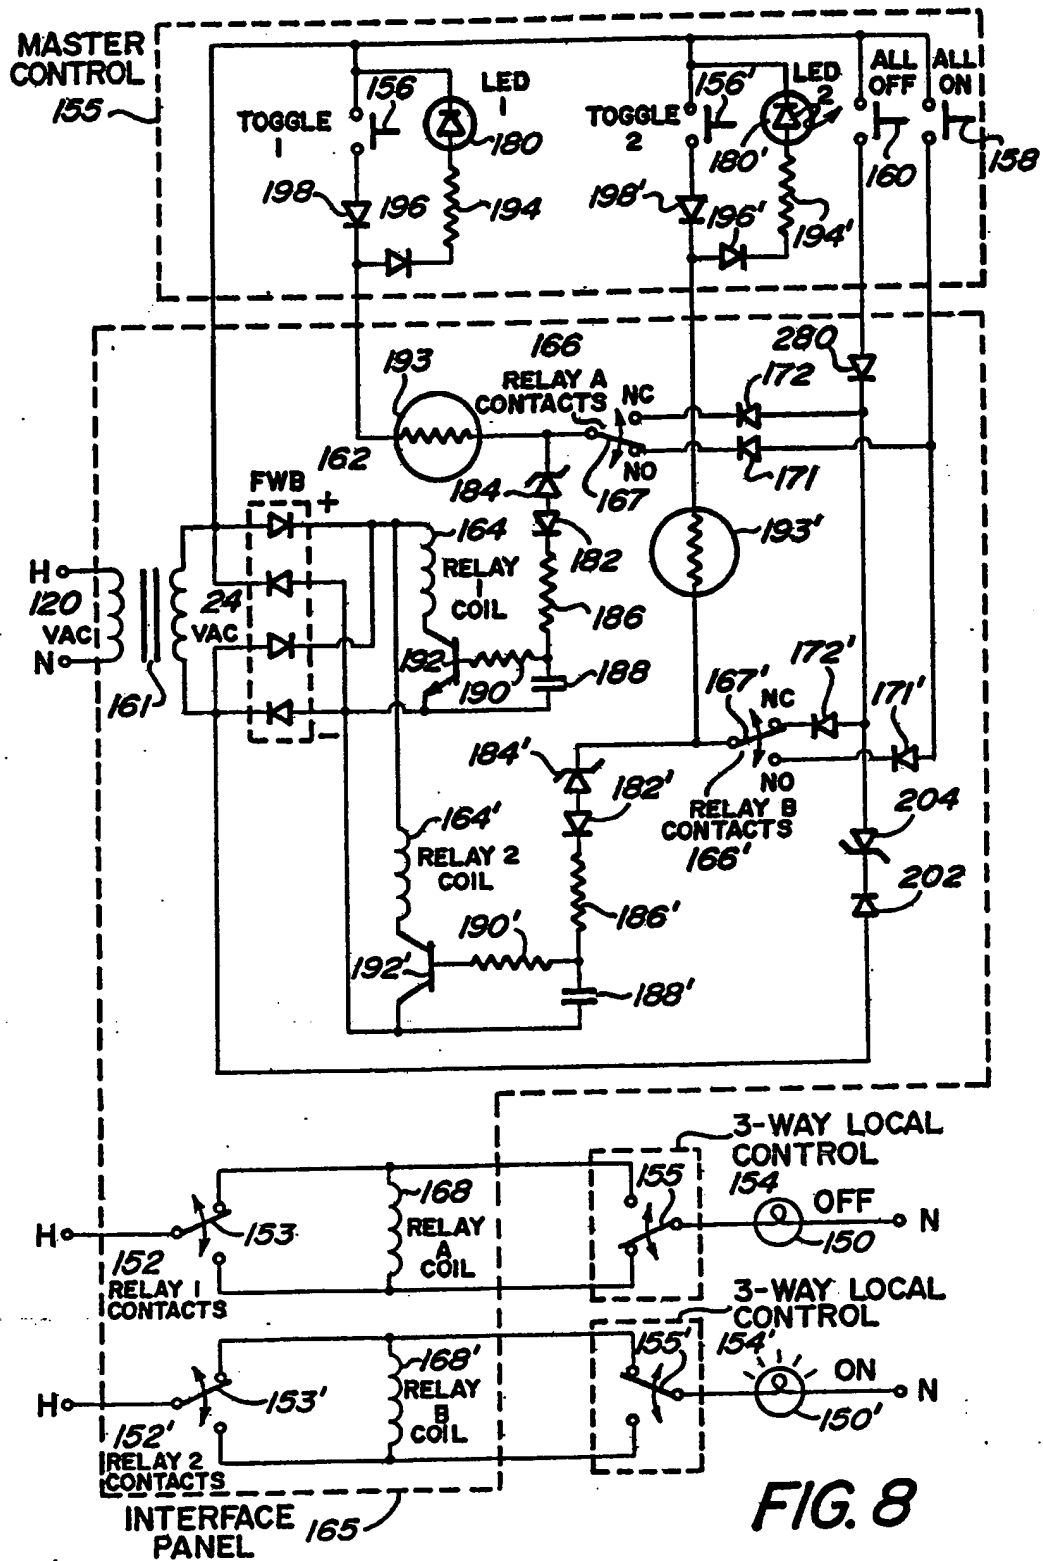 MASTER
CONTROL
155
TOGGLE
1
156
LED
1
180
198
196
194
TOGGLE
2
156'
LED
2
180'
198'
196'
194'
ALL
OFF
ALL
ON
160
158
193
166
RELAY A
CONTACTS
NC
NO
167
280
172
171
162
FWB
+
−
184
182
186
164
RELAY
1
COIL
192
190
188
193'
H
120
VAC
N
24
VAC
161
167'
NC
NO
172'
171'
RELAY B
CONTACTS
166'
184'
182'
204
202
164'
RELAY 2
COIL
186'
190'
192'
188'
3-WAY LOCAL
CONTROL
H
153
152
RELAY 1
CONTACTS
168
RELAY
A
COIL
155
154
OFF
150
N
3-WAY LOCAL
CONTROL
H
153'
152'
RELAY 2
CONTACTS
168'
RELAY
B
COIL
155'
154'
ON
150'
N
INTERFACE
PANEL
165
FIG. 8